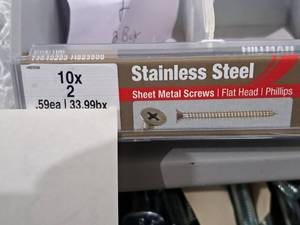 10x
2
.59ea | 33.99bx
Stainless Steel
Sheet Metal Screws | Flat Head | Phillips